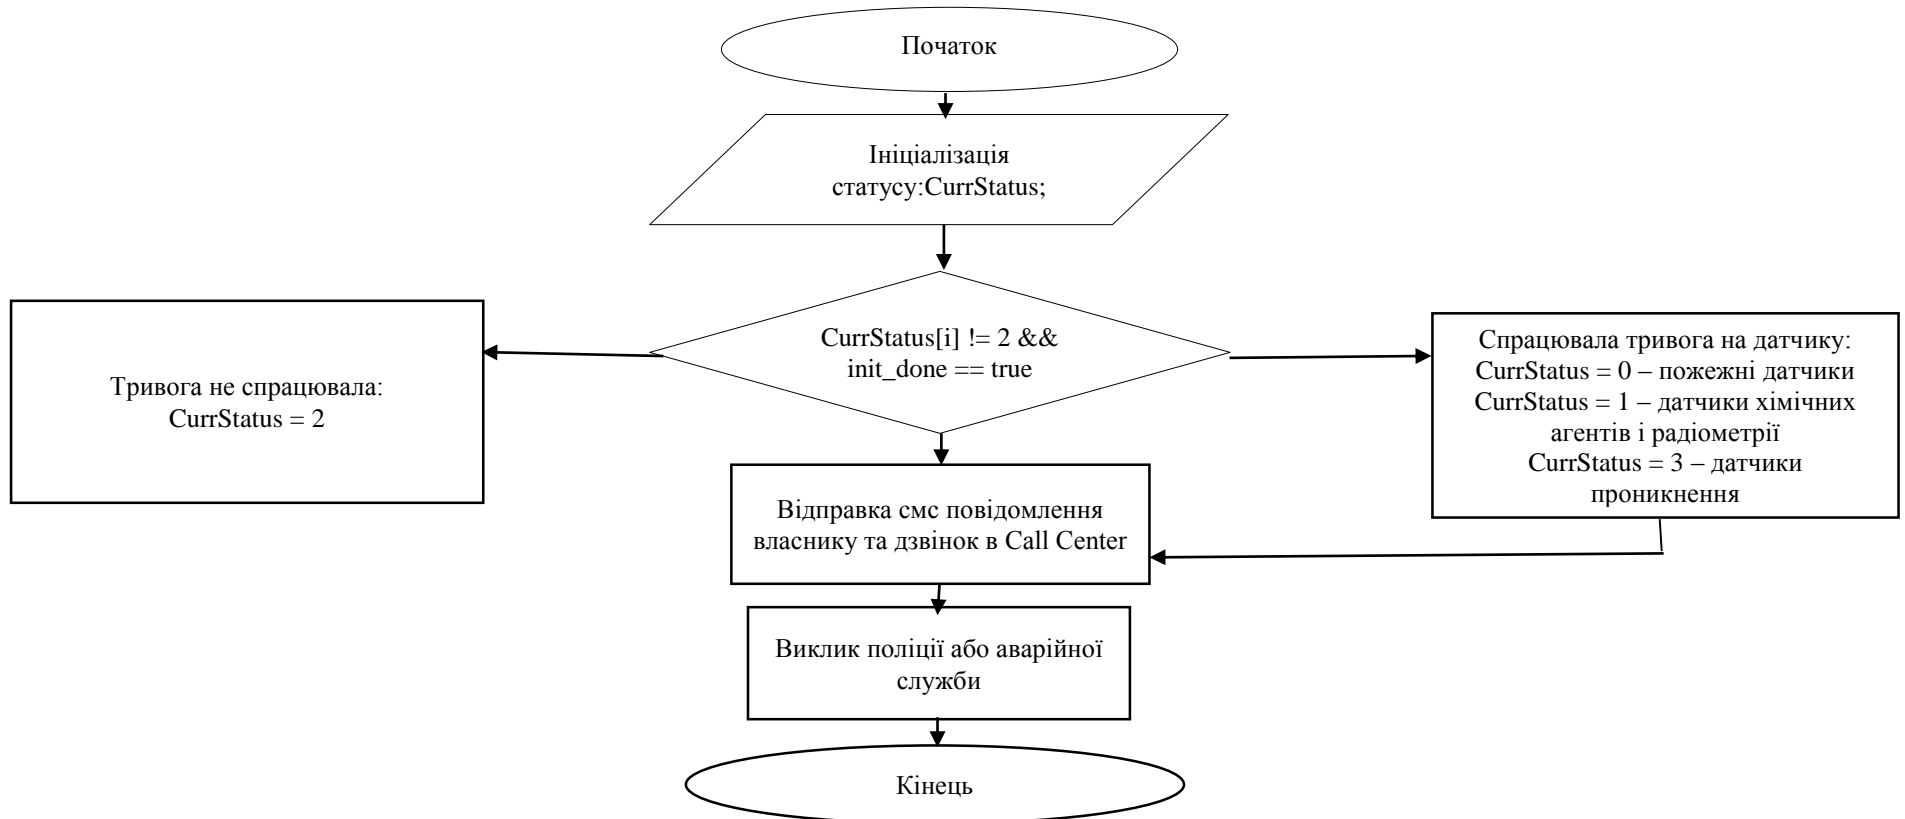 Початок
Ініціалізація
статусу:CurrStatus;
CurrStatus[i] != 2 &&
init_done == true
Тривога не спрацювала:
CurrStatus = 2
Спрацювала тривога на датчику:
CurrStatus = 0 – пожежні датчики
CurrStatus = 1 – датчики хімічних
агентів і радіометрії
CurrStatus = 3 – датчики
проникнення
Відправка смс повідомлення
власнику та дзвінок в Call Center
Виклик поліції або аварійної
служби
Кінець